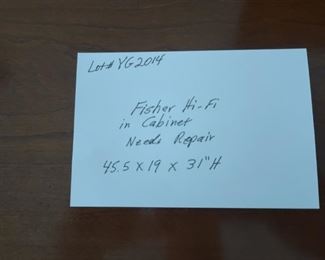 Lot# YG2014
Fisher Hi-Fi
in Cabinet
Needs Repair
45.5 x 19 x 31"H